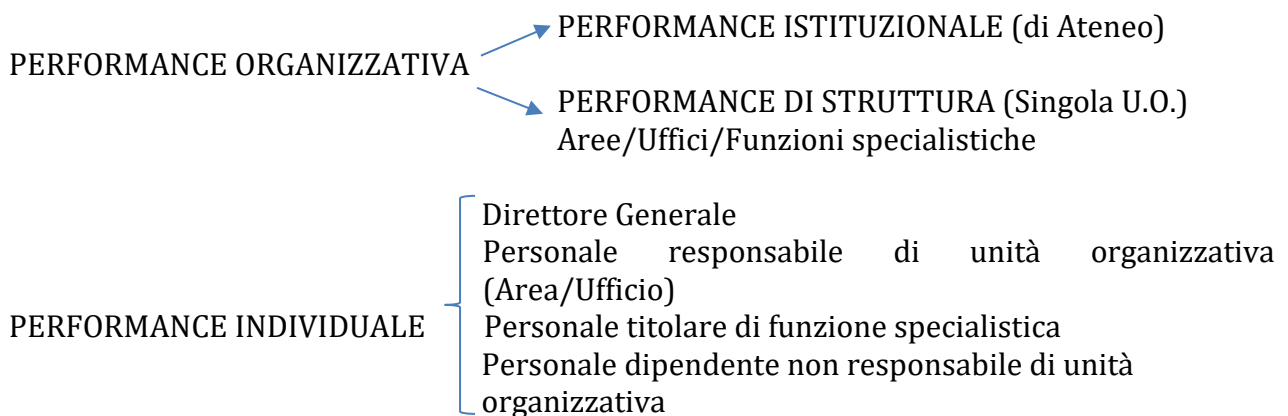 PERFORMANCE ISTITUZIONALE (di Ateneo)
PERFORMANCE ORGANIZZATIVA
PERFORMANCE DI STRUTTURA (Singola U.O.)
Aree/Uffici/Funzioni specialistiche
Direttore Generale
Personale responsabile di unità organizzativa
(Area/Ufficio)
PERFORMANCE INDIVIDUALE
Personale titolare di funzione specialistica
Personale dipendente non responsabile di unità
organizzativa